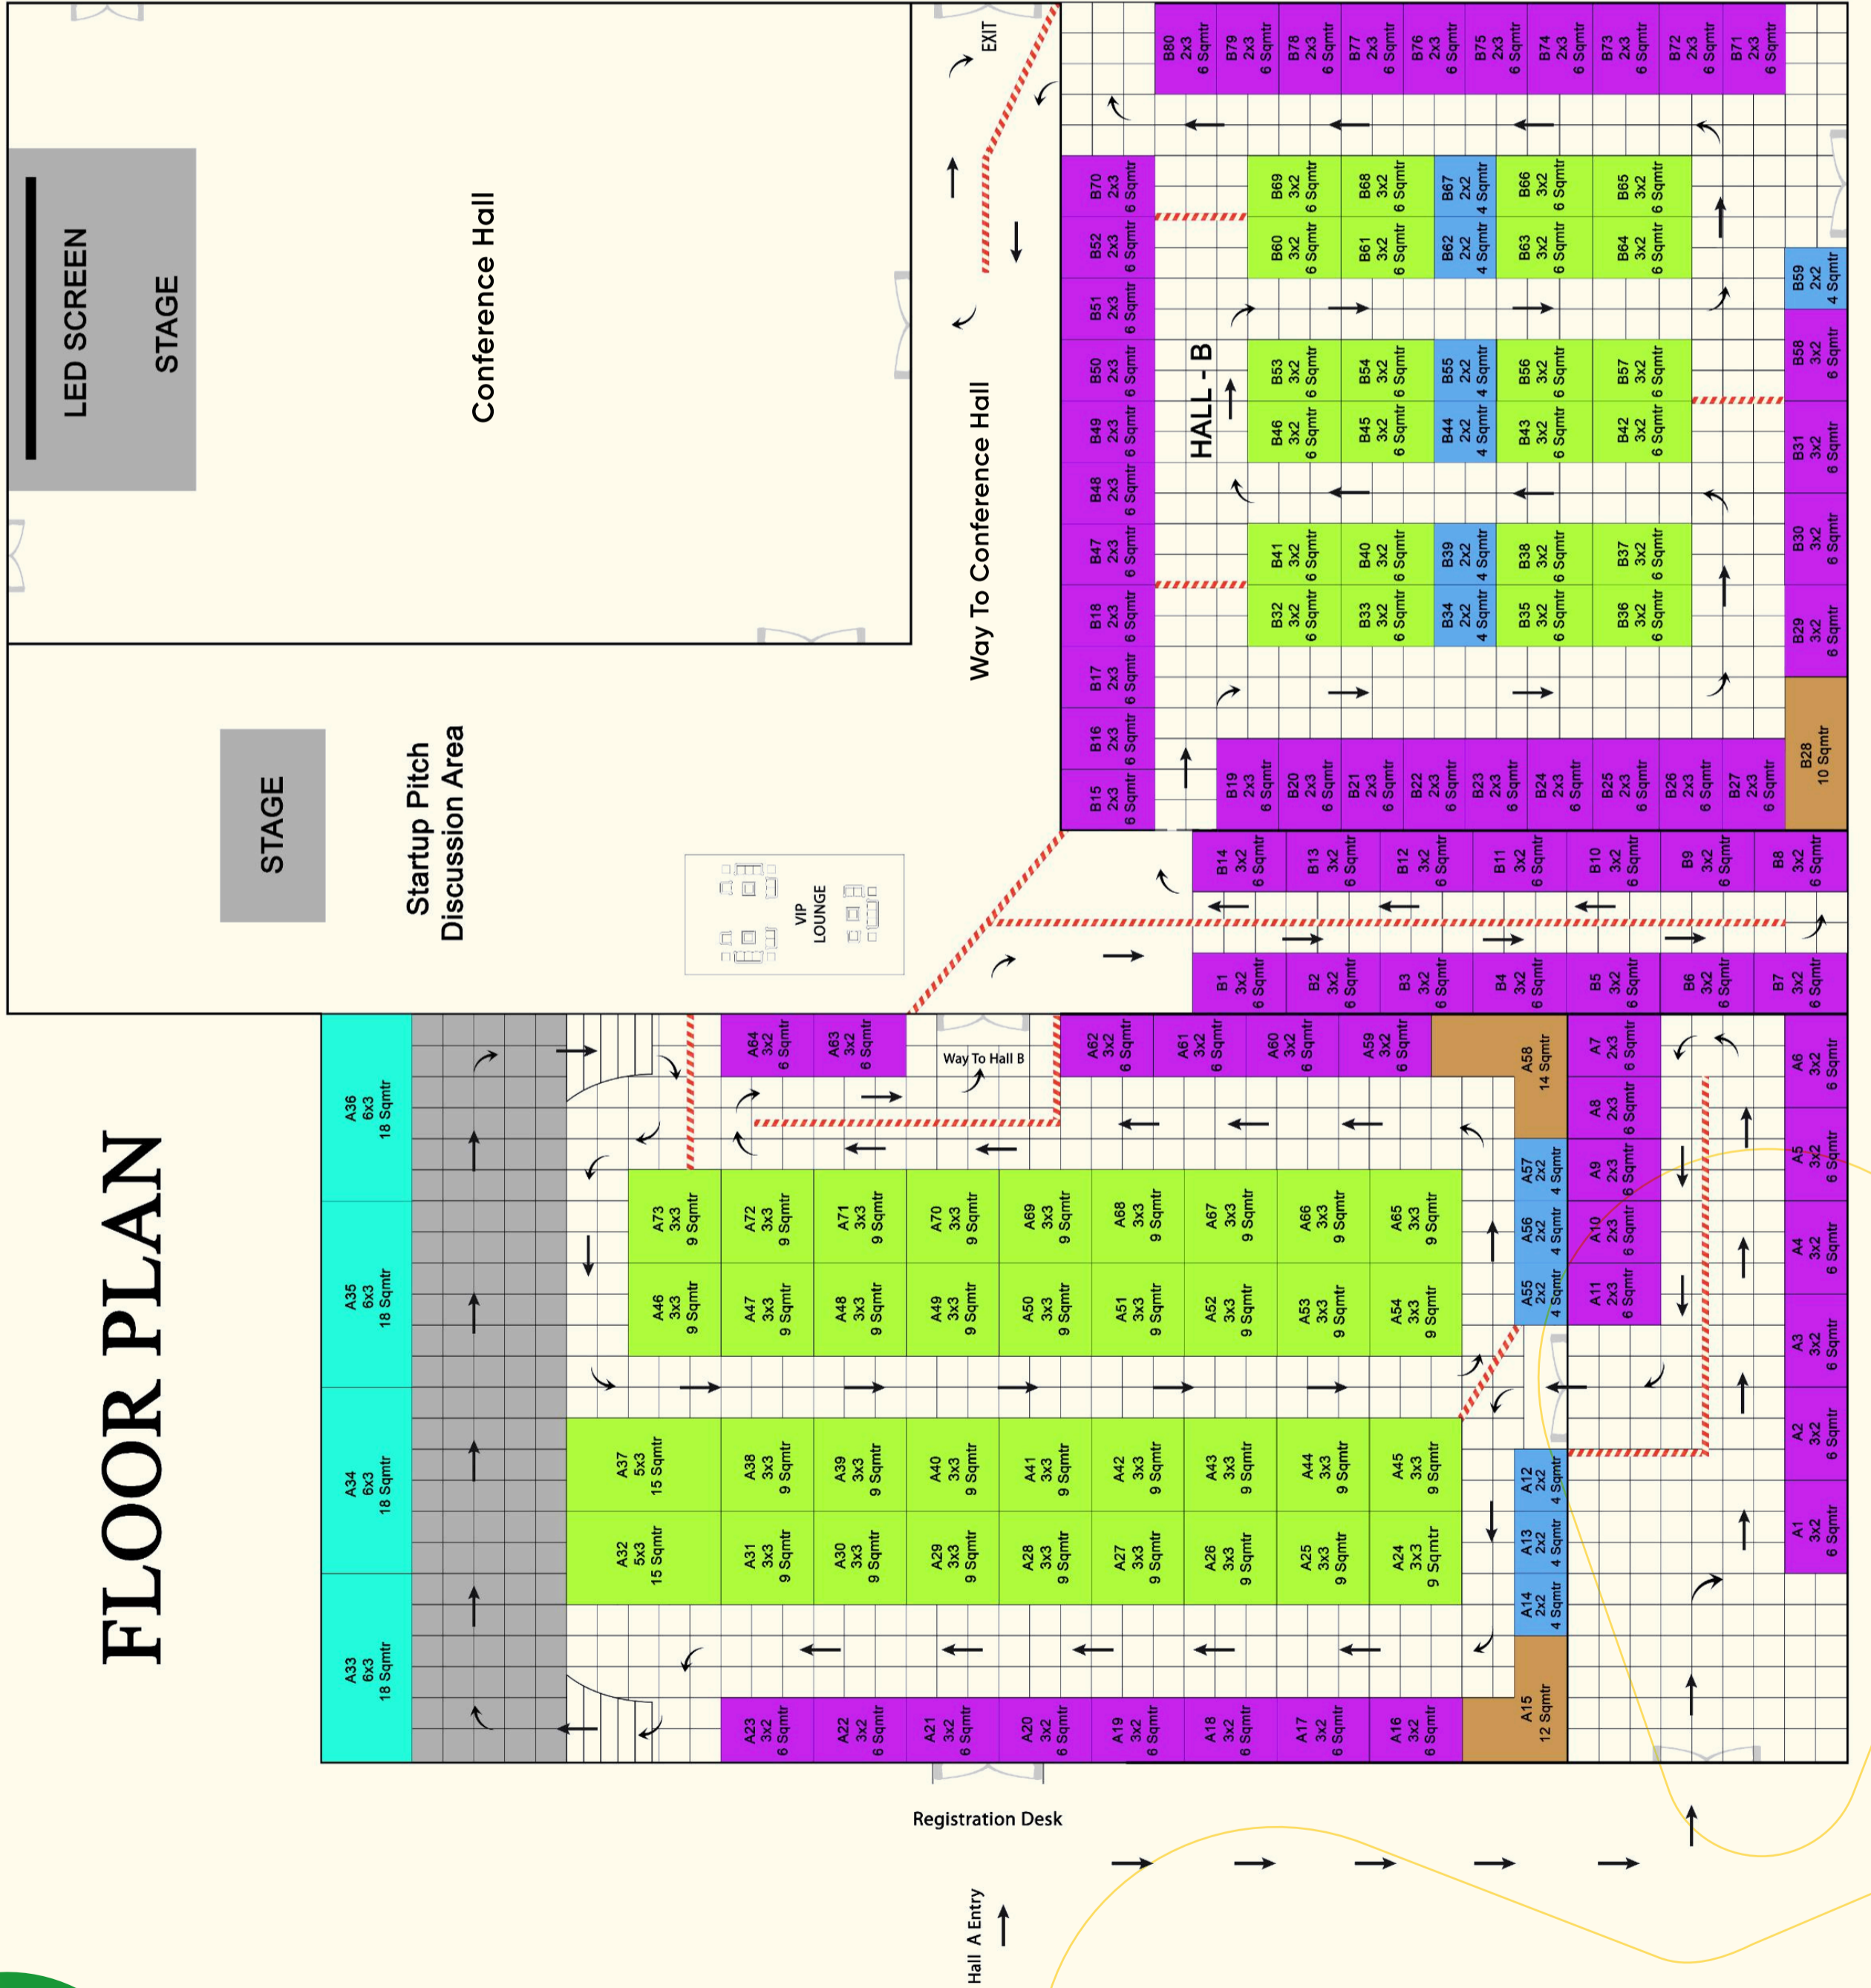 FLOOR PLAN
LED SCREEN
STAGE
Conference Hall
STAGE
Startup Pitch
Discussion Area
VIP
LOUNGE
Way To Conference Hall
EXIT
HALL - B
Way To Hall B
Registration Desk
Hall A Entry
A33
6x3
18 Sqmtr
A34
6x3
18 Sqmtr
A35
6x3
18 Sqmtr
A36
6x3
18 Sqmtr
A32
5x3
15 Sqmtr
A37
5x3
15 Sqmtr
A46
3x3
9 Sqmtr
A73
3x3
9 Sqmtr
A23
3x2
6 Sqmtr
A31
3x3
9 Sqmtr
A38
3x3
9 Sqmtr
A47
3x3
9 Sqmtr
A72
3x3
9 Sqmtr
A64
3x2
6 Sqmtr
A22
3x2
6 Sqmtr
A30
3x3
9 Sqmtr
A39
3x3
9 Sqmtr
A48
3x3
9 Sqmtr
A71
3x3
9 Sqmtr
A63
3x2
6 Sqmtr
A21
3x2
6 Sqmtr
A29
3x3
9 Sqmtr
A40
3x3
9 Sqmtr
A49
3x3
9 Sqmtr
A70
3x3
9 Sqmtr
A20
3x2
6 Sqmtr
A28
3x3
9 Sqmtr
A41
3x3
9 Sqmtr
A50
3x3
9 Sqmtr
A69
3x3
9 Sqmtr
A19
3x2
6 Sqmtr
A27
3x3
9 Sqmtr
A42
3x3
9 Sqmtr
A51
3x3
9 Sqmtr
A68
3x3
9 Sqmtr
A62
3x2
6 Sqmtr
A18
3x2
6 Sqmtr
A26
3x3
9 Sqmtr
A43
3x3
9 Sqmtr
A52
3x3
9 Sqmtr
A67
3x3
9 Sqmtr
A61
3x2
6 Sqmtr
A17
3x2
6 Sqmtr
A25
3x3
9 Sqmtr
A44
3x3
9 Sqmtr
A53
3x3
9 Sqmtr
A66
3x3
9 Sqmtr
A60
3x2
6 Sqmtr
A16
3x2
6 Sqmtr
A24
3x3
9 Sqmtr
A45
3x3
9 Sqmtr
A54
3x3
9 Sqmtr
A65
3x3
9 Sqmtr
A59
3x2
6 Sqmtr
A15
12 Sqmtr
A14
2x2
4 Sqmtr
A13
2x2
4 Sqmtr
A12
2x2
4 Sqmtr
A55
2x2
4 Sqmtr
A56
2x2
4 Sqmtr
A57
2x2
4 Sqmtr
A58
14 Sqmtr
A11
2x3
6 Sqmtr
A10
2x3
6 Sqmtr
A9
2x3
6 Sqmtr
A8
2x3
6 Sqmtr
A7
2x3
6 Sqmtr
A1
3x2
6 Sqmtr
A2
3x2
6 Sqmtr
A3
3x2
6 Sqmtr
A4
3x2
6 Sqmtr
A5
3x2
6 Sqmtr
A6
3x2
6 Sqmtr
B1
3x2
6 Sqmtr
B2
3x2
6 Sqmtr
B3
3x2
6 Sqmtr
B4
3x2
6 Sqmtr
B5
3x2
6 Sqmtr
B6
3x2
6 Sqmtr
B7
3x2
6 Sqmtr
B14
3x2
6 Sqmtr
B13
3x2
6 Sqmtr
B12
3x2
6 Sqmtr
B11
3x2
6 Sqmtr
B10
3x2
6 Sqmtr
B9
3x2
6 Sqmtr
B8
3x2
6 Sqmtr
B15
2x3
6 Sqmtr
B16
2x3
6 Sqmtr
B17
2x3
6 Sqmtr
B18
2x3
6 Sqmtr
B47
2x3
6 Sqmtr
B48
2x3
6 Sqmtr
B49
2x3
6 Sqmtr
B50
2x3
6 Sqmtr
B51
2x3
6 Sqmtr
B52
2x3
6 Sqmtr
B70
2x3
6 Sqmtr
B19
2x3
6 Sqmtr
B20
2x3
6 Sqmtr
B21
2x3
6 Sqmtr
B22
2x3
6 Sqmtr
B23
2x3
6 Sqmtr
B24
2x3
6 Sqmtr
B25
2x3
6 Sqmtr
B26
2x3
6 Sqmtr
B27
2x3
6 Sqmtr
B28
10 Sqmtr
B29
3x2
6 Sqmtr
B30
3x2
6 Sqmtr
B31
3x2
6 Sqmtr
B58
3x2
6 Sqmtr
B59
2x2
4 Sqmtr
B32
3x2
6 Sqmtr
B33
3x2
6 Sqmtr
B34
2x2
4 Sqmtr
B35
3x2
6 Sqmtr
B36
3x2
6 Sqmtr
B41
3x2
6 Sqmtr
B40
3x2
6 Sqmtr
B39
2x2
4 Sqmtr
B38
3x2
6 Sqmtr
B37
3x2
6 Sqmtr
B46
3x2
6 Sqmtr
B45
3x2
6 Sqmtr
B44
2x2
4 Sqmtr
B43
3x2
6 Sqmtr
B42
3x2
6 Sqmtr
B53
3x2
6 Sqmtr
B54
3x2
6 Sqmtr
B55
2x2
4 Sqmtr
B56
3x2
6 Sqmtr
B57
3x2
6 Sqmtr
B60
3x2
6 Sqmtr
B61
3x2
6 Sqmtr
B62
2x2
4 Sqmtr
B63
3x2
6 Sqmtr
B64
3x2
6 Sqmtr
B69
3x2
6 Sqmtr
B68
3x2
6 Sqmtr
B67
2x2
4 Sqmtr
B66
3x2
6 Sqmtr
B65
3x2
6 Sqmtr
B80
2x3
6 Sqmtr
B79
2x3
6 Sqmtr
B78
2x3
6 Sqmtr
B77
2x3
6 Sqmtr
B76
2x3
6 Sqmtr
B75
2x3
6 Sqmtr
B74
2x3
6 Sqmtr
B73
2x3
6 Sqmtr
B72
2x3
6 Sqmtr
B71
2x3
6 Sqmtr